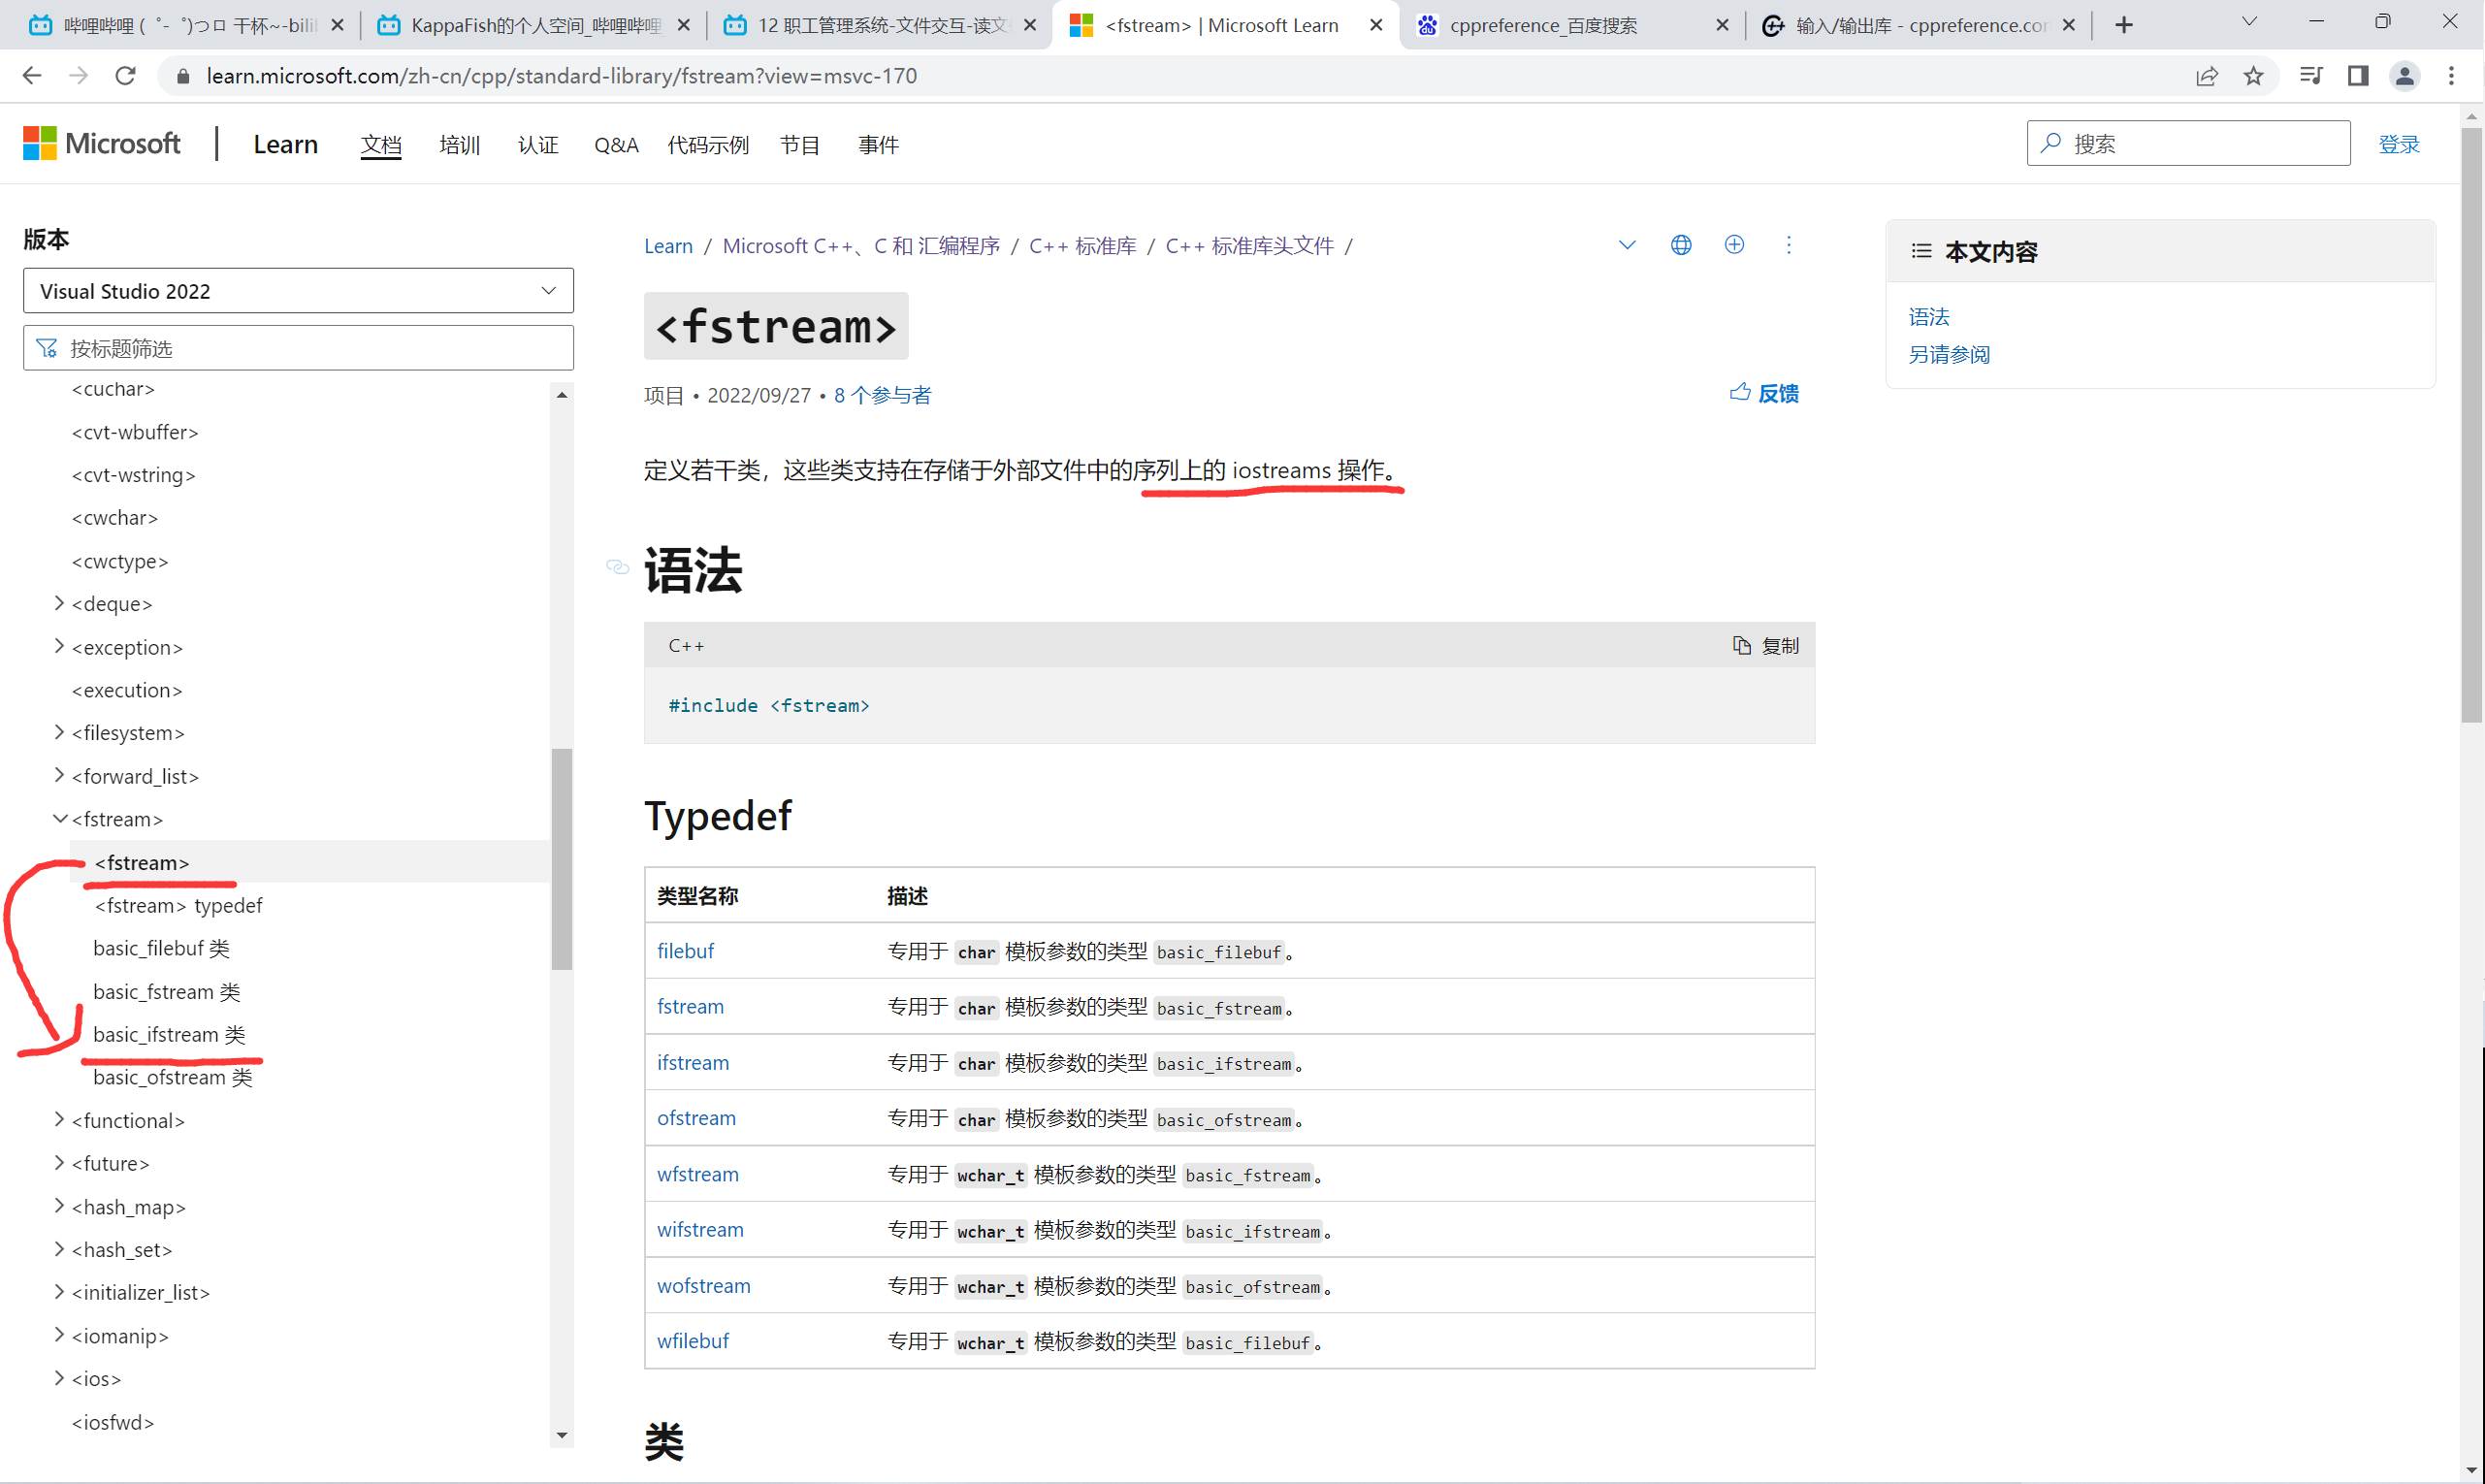 哔哩哔哩 (゜-゜)つロ 干杯~-bili
KappaFish的个人空间_哔哩哔哩
12 职工管理系统-文件交互-读文
<fstream> | Microsoft Learn
cppreference_百度搜索
输入/输出库 - cppreference.co
learn.microsoft.com/zh-cn/cpp/standard-library/fstream?view=msvc-170
Microsoft
Learn
文档
培训
认证
Q&A
代码示例
节目
事件
搜索
登录
版本
Visual Studio 2022
按标题筛选
<cuchar>
<cvt-wbuffer>
<cvt-wstring>
<cwchar>
<cwctype>
<deque>
<exception>
<execution>
<filesystem>
<forward_list>
<fstream>
<fstream>
<fstream> typedef
basic_filebuf 类
basic_fstream 类
basic_ifstream 类
basic_ofstream 类
<functional>
<future>
<hash_map>
<hash_set>
<initializer_list>
<iomanip>
<ios>
<iosfwd>
Learn / Microsoft C++、C 和 汇编程序 / C++ 标准库 / C++ 标准库头文件 /
<fstream>
项目 • 2022/09/27 • 8 个参与者
反馈
定义若干类，这些类支持在存储于外部文件中的序列上的 iostreams 操作。
语法
C++
复制
#include <fstream>
Typedef
类型名称 描述
filebuf 专用于 char 模板参数的类型 basic_filebuf。
fstream 专用于 char 模板参数的类型 basic_fstream。
ifstream 专用于 char 模板参数的类型 basic_ifstream。
ofstream 专用于 char 模板参数的类型 basic_ofstream。
wfstream 专用于 wchar_t 模板参数的类型 basic_fstream。
wifstream 专用于 wchar_t 模板参数的类型 basic_ifstream。
wofstream 专用于 wchar_t 模板参数的类型 basic_ofstream。
wfilebuf 专用于 wchar_t 模板参数的类型 basic_filebuf。
类
本文内容
语法
另请参阅